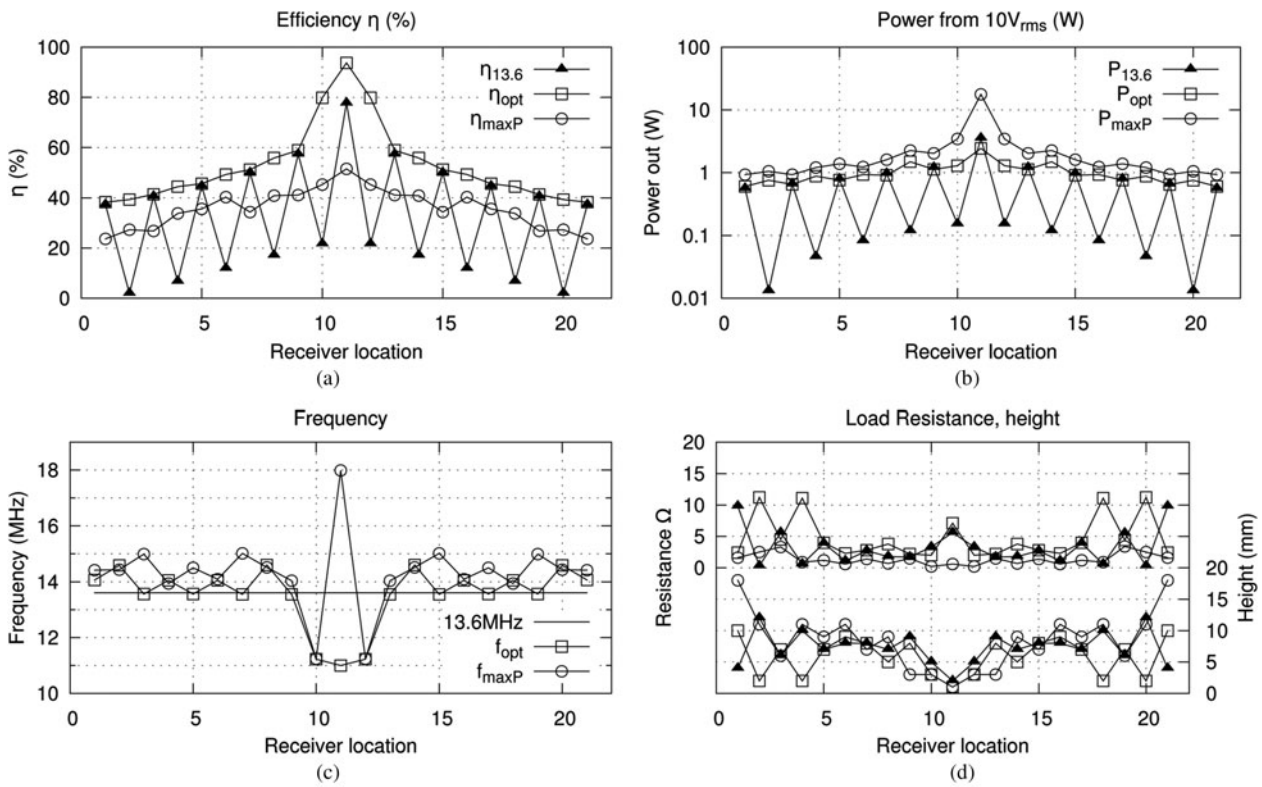 Efficiency η (%)
η (%)
100
80
60
40
20
0
η13.6
ηopt
ηmaxP
0 5 10 15 20
Receiver location
(a)
Power from 10Vrms (W)
Power out (W)
100
10
1
0.1
0.01
P13.6
Popt
PmaxP
0 5 10 15 20
Receiver location
(b)
Frequency
Frequency (MHz)
18
16
14
12
10
13.6MHz
fopt
fmaxP
0 5 10 15 20
Receiver location
(c)
Load Resistance, height
Resistance Ω
20
15
10
5
0
Height (mm)
20
15
10
5
0
0 5 10 15 20
Receiver location
(d)